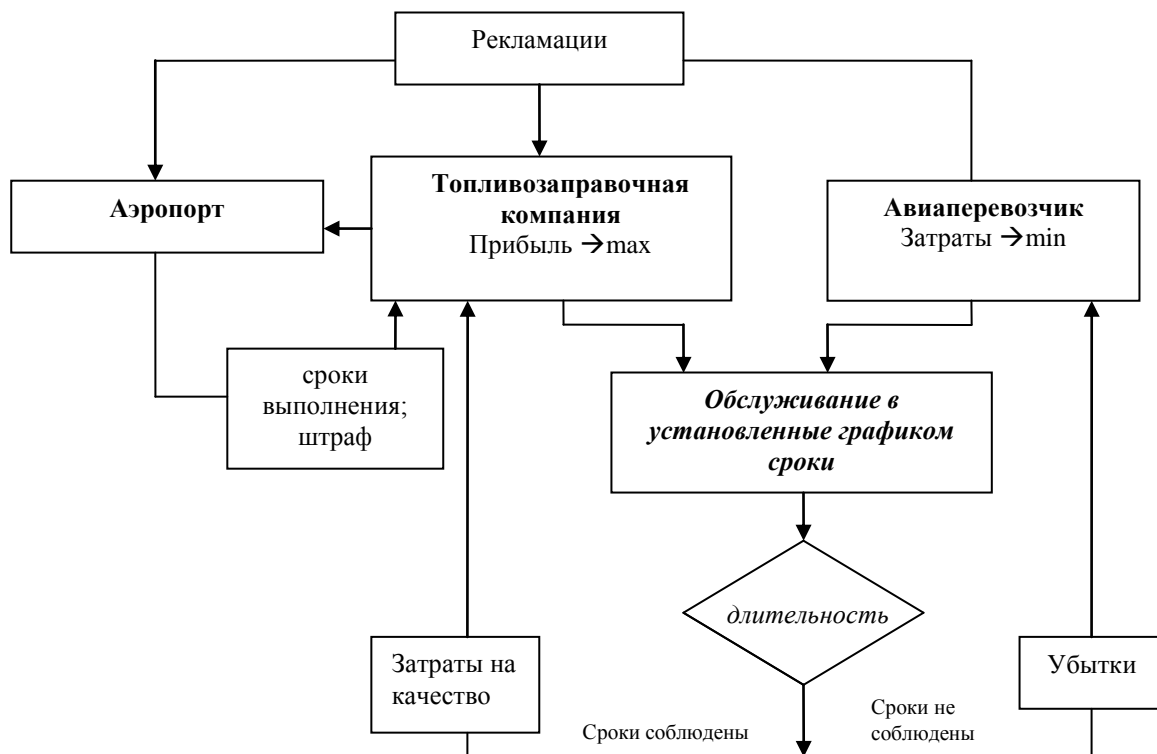 Рекламации
Аэропорт
Топливозаправочная
компания
Прибыль →max
Авиаперевозчик
Затраты →min
сроки
выполнения;
штраф
Обслуживание в
установленные графиком
сроки
длительность
Затраты на
качество
Убытки
Сроки соблюдены
Сроки не
соблюдены